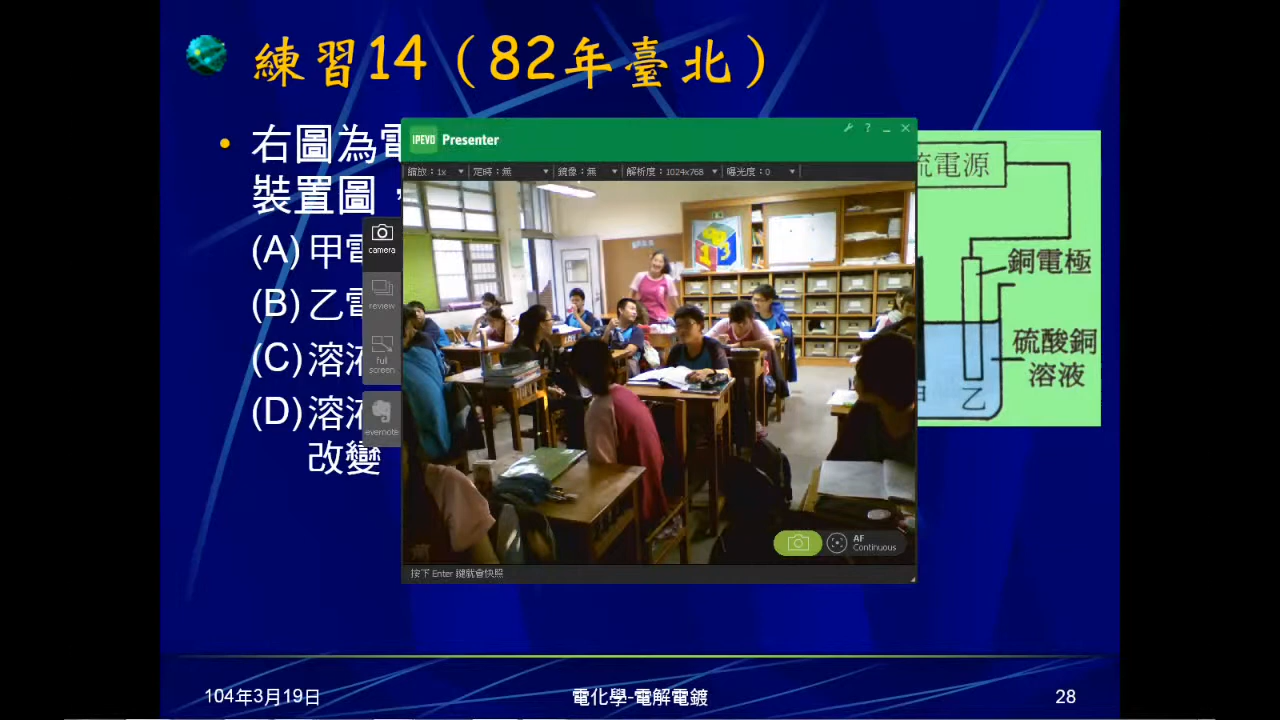 練習14（82年臺北）
右圖為電
裝置圖，
(A) 甲電
(B) 乙電
(C) 溶液
(D) 溶液
改變
流電源
銅電極
硫酸銅
溶液
甲 乙
IPEVO Presenter
縮放：1x 定時：無 鏡像：無 解析度：1024x768 曝光度：0
camera
review
full
screen
evernote
AF
Continuous
按下 Enter 鍵就會快照
104年3月19日 電化學-電解電鍍 28